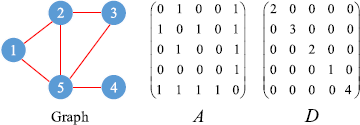 2 3
1
5 4
Graph
0 1 0 0 1
1 0 1 0 1
0 1 0 0 1
0 0 0 0 1
1 1 1 1 0
A
2 0 0 0 0
0 3 0 0 0
0 0 2 0 0
0 0 0 1 0
0 0 0 0 4
D